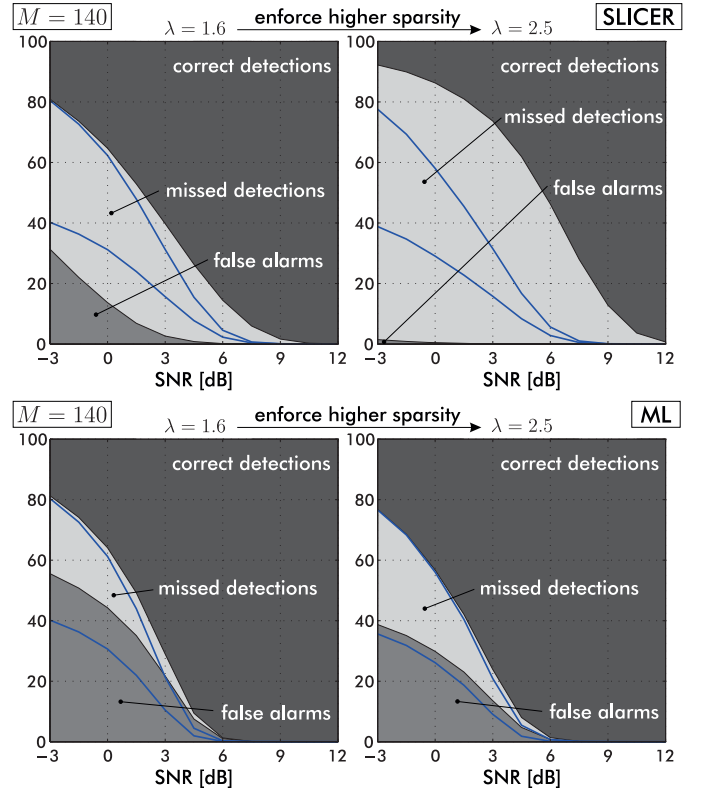 M = 140
enforce higher sparsity
SLICER
λ = 1.6
λ = 2.5
100
80
60
40
20
0
correct detections
missed detections
false alarms
−3 0 3 6 9 12
SNR [dB]
100
80
60
40
20
0
correct detections
missed detections
false alarms
−3 0 3 6 9 12
SNR [dB]
M = 140
enforce higher sparsity
ML
λ = 1.6
λ = 2.5
100
80
60
40
20
0
correct detections
missed detections
false alarms
−3 0 3 6 9 12
SNR [dB]
100
80
60
40
20
0
correct detections
missed detections
false alarms
−3 0 3 6 9 12
SNR [dB]